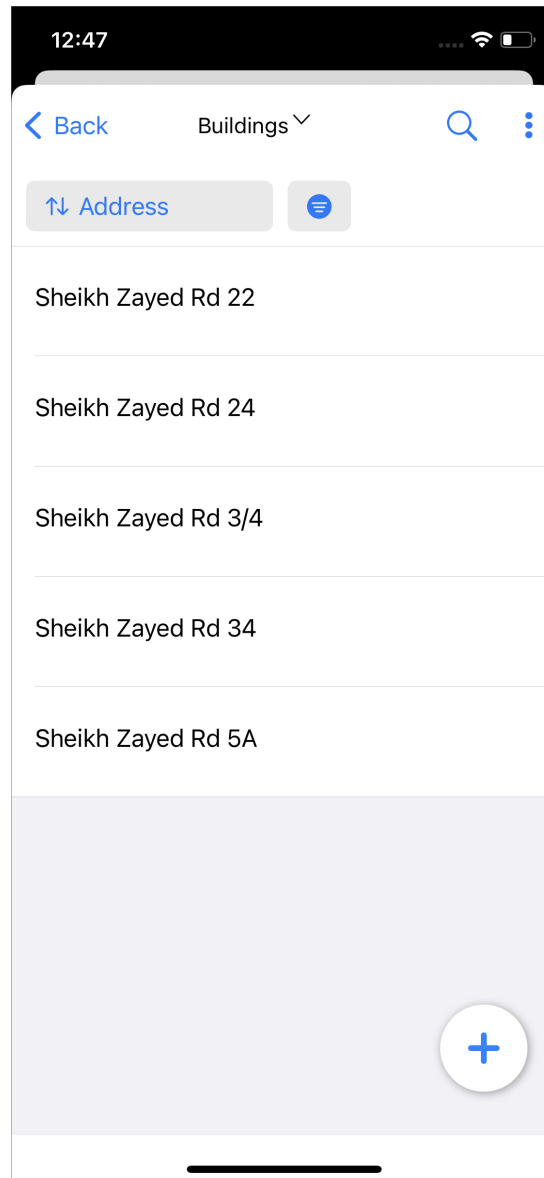 12:47
Back
Buildings
Address
Sheikh Zayed Rd 22
Sheikh Zayed Rd 24
Sheikh Zayed Rd 3/4
Sheikh Zayed Rd 34
Sheikh Zayed Rd 5A